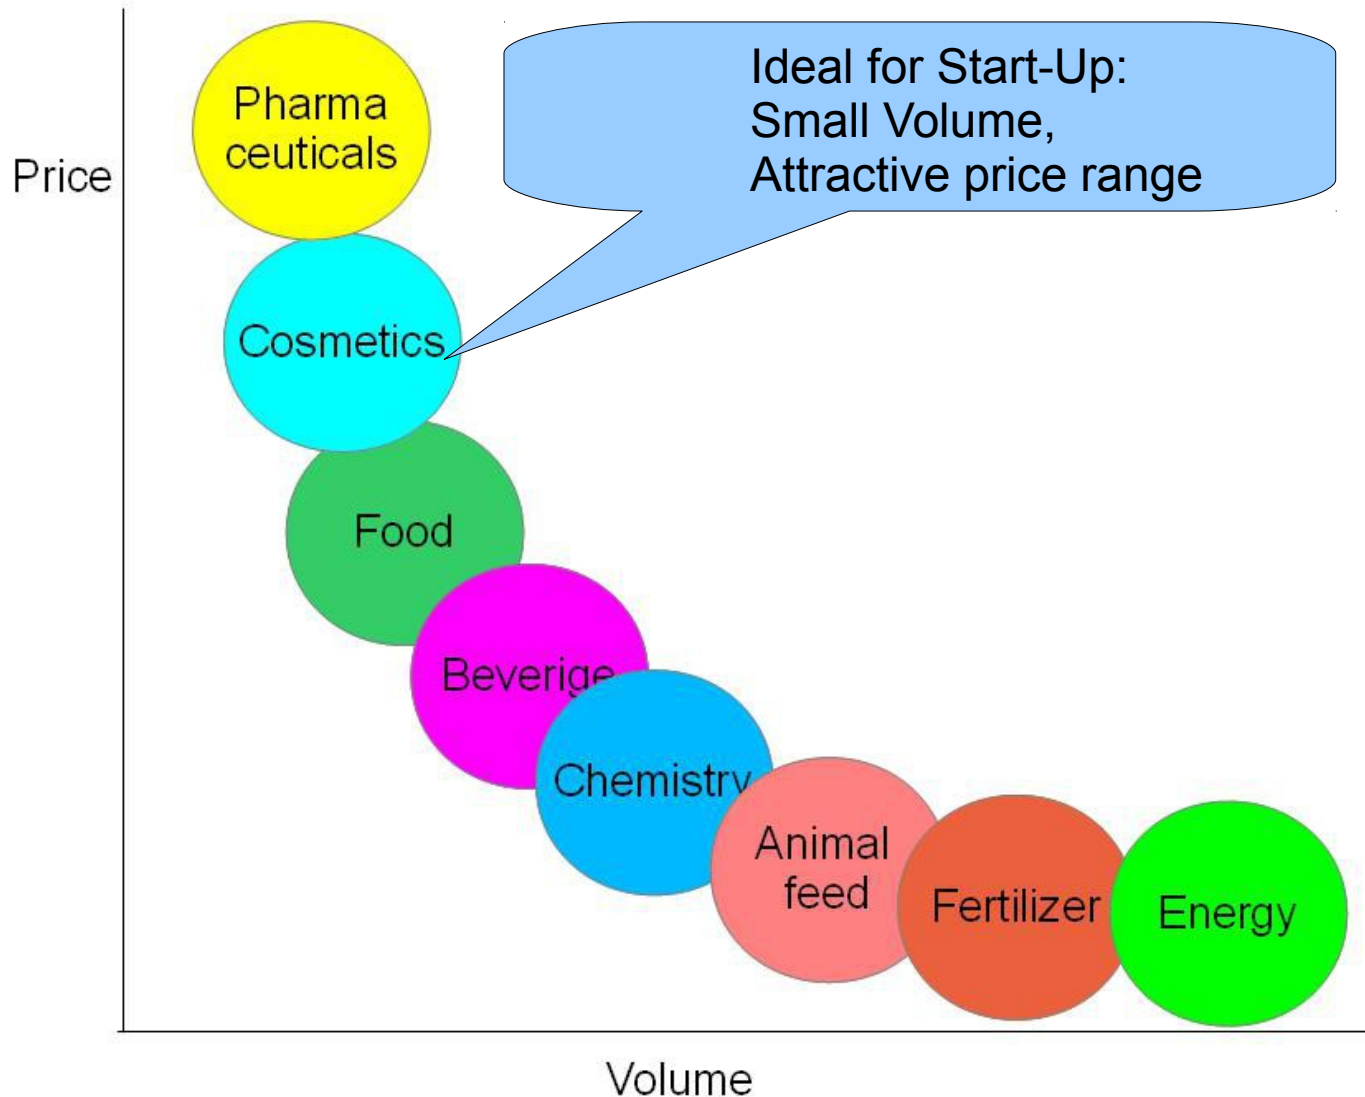 Ideal for Start-Up:
Small Volume,
Attractive price range
Pharma
ceuticals
Price
Cosmetics
Food
Beverige
Chemistry
Animal
feed
Fertilizer
Energy
Volume